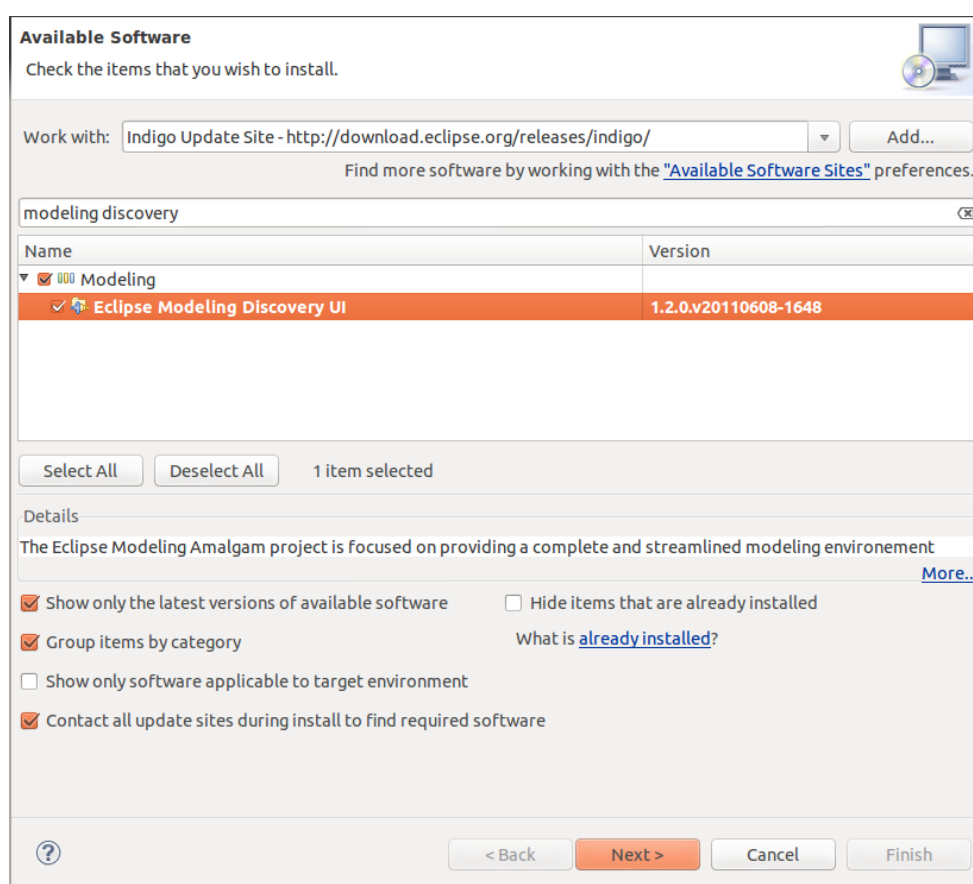 Available Software
Check the items that you wish to install.
Work with: Indigo Update Site - http://download.eclipse.org/releases/indigo/ Add...
Find more software by working with the "Available Software Sites" preferences.
modeling discovery
Name Version
Modeling
Eclipse Modeling Discovery UI 1.2.0.v20110608-1648
Select All Deselect All 1 item selected
Details
The Eclipse Modeling Amalgam project is focused on providing a complete and streamlined modeling environement
More..
Show only the latest versions of available software Hide items that are already installed
Group items by category What is already installed?
Show only software applicable to target environment
Contact all update sites during install to find required software
? < Back Next > Cancel Finish